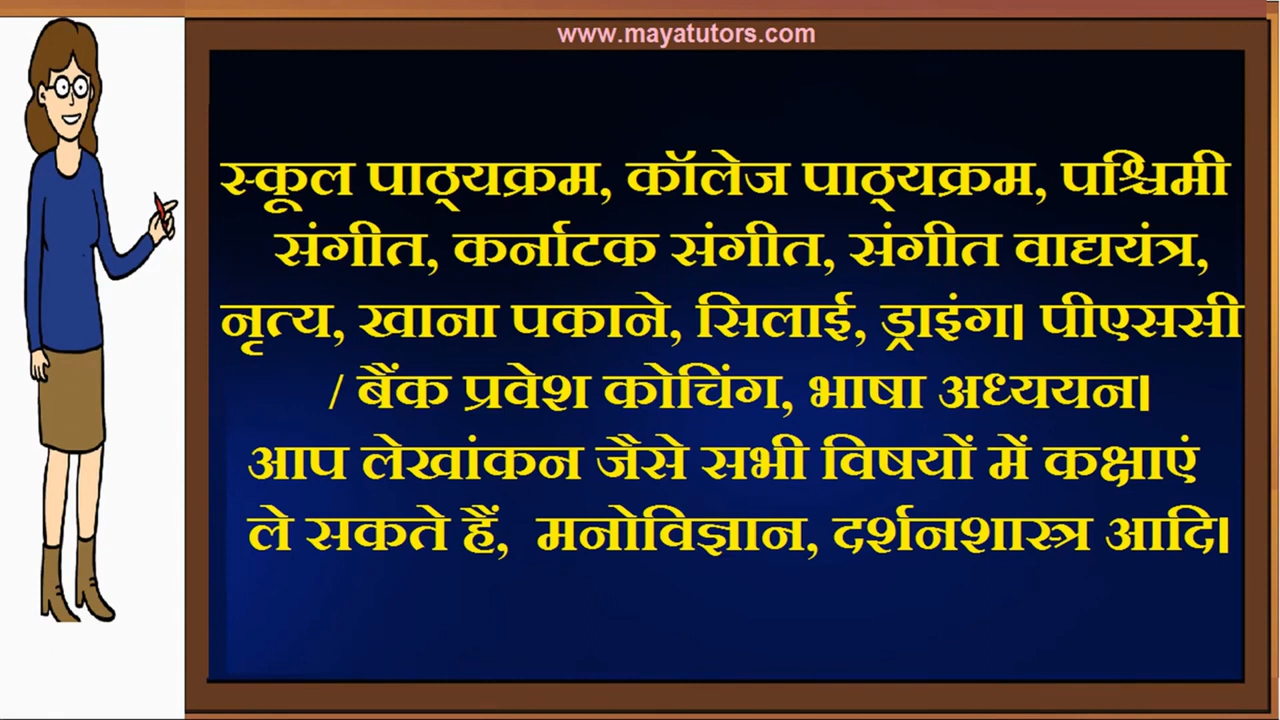 www.mayatutors.com
स्कूल पाठ्यक्रम, कॉलेज पाठ्यक्रम, पश्चिमी
संगीत, कर्नाटक संगीत, संगीत वाद्ययंत्र,
नृत्य, खाना पकाने, सिलाई, ड्राइंग। पीएससी
/ बैंक प्रवेश कोचिंग, भाषा अध्ययन।
आप लेखांकन जैसे सभी विषयों में कक्षाएं
ले सकते हैं, मनोविज्ञान, दर्शनशास्त्र आदि।